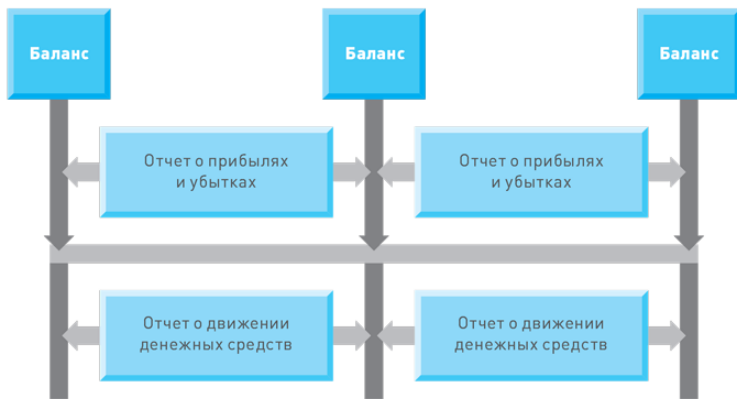 Баланс
Баланс
Баланс
Отчет о прибылях
и убытках
Отчет о прибылях
и убытках
Отчет о движении
денежных средств
Отчет о движении
денежных средств